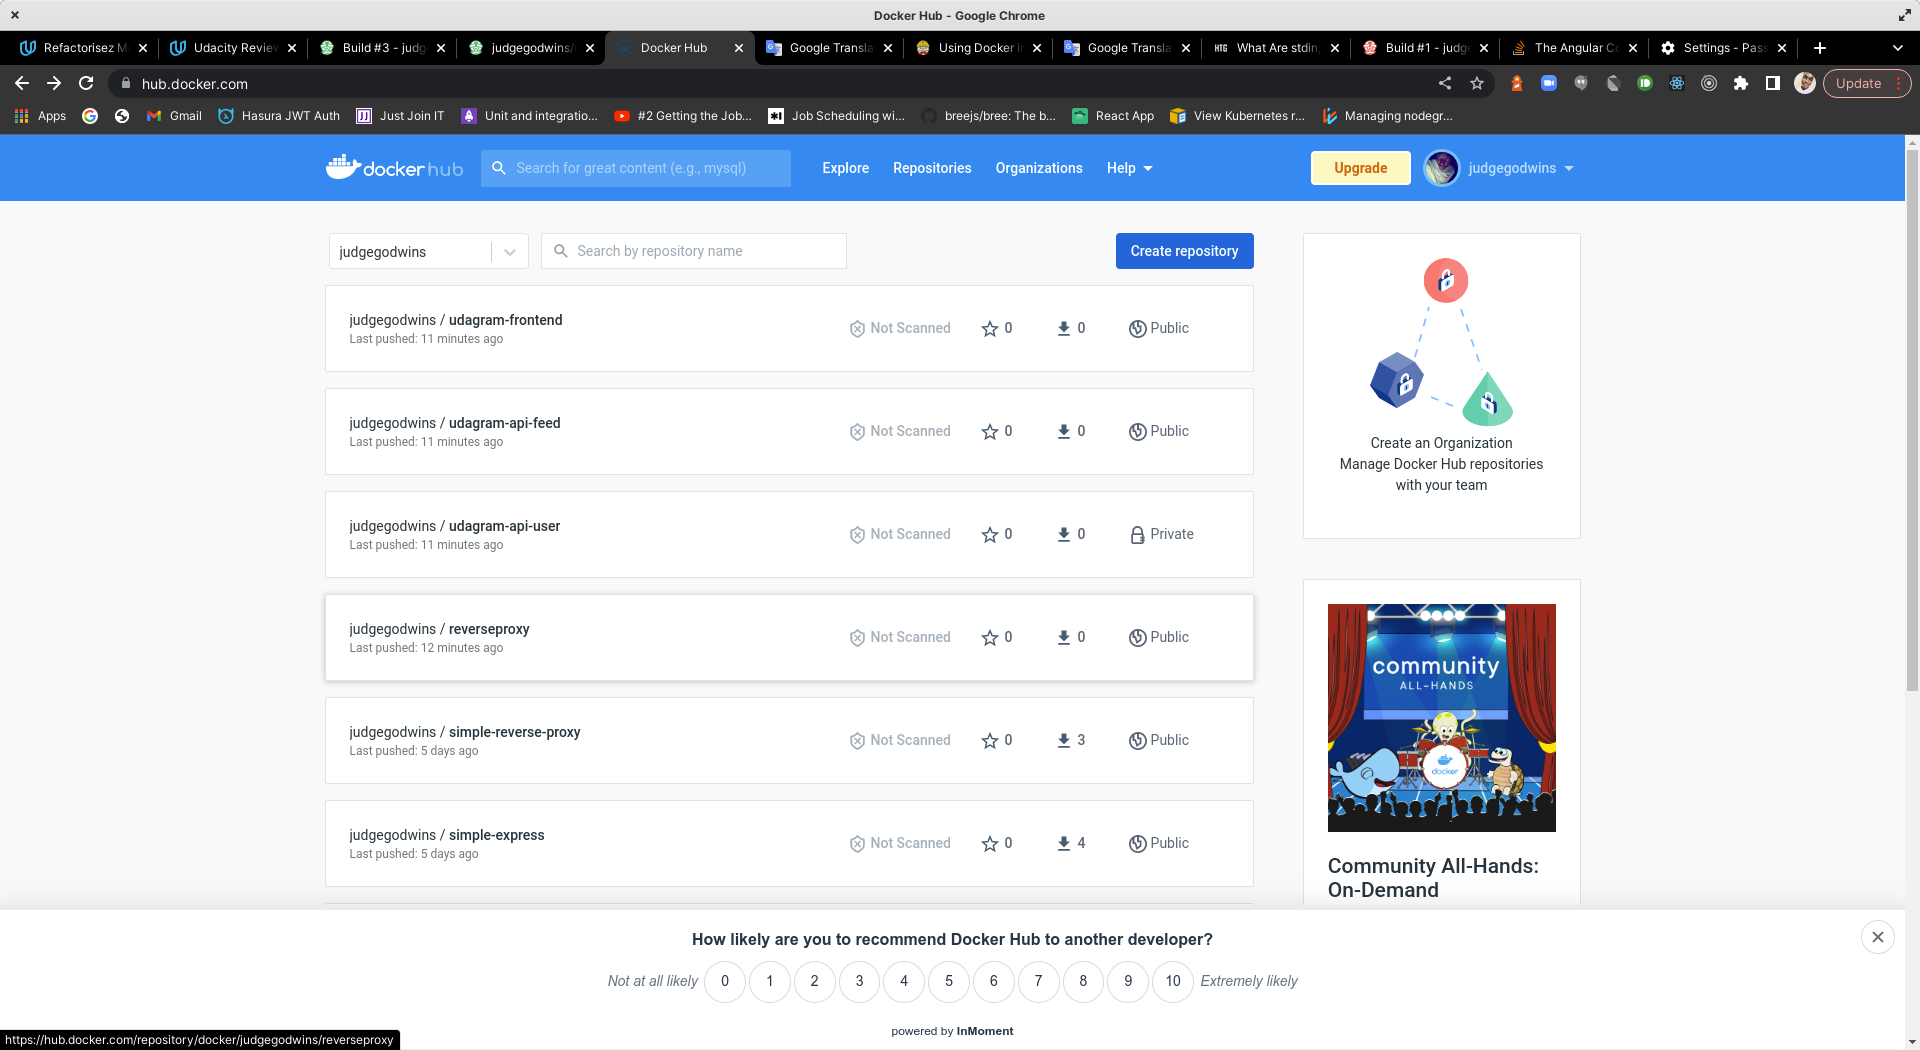 Docker Hub - Google Chrome
Refactorisez M
Udacity Review
Build #3 - judg
judgegodwins/
Docker Hub
Google Transla
Using Docker i
Google Transla
What Are stdin,
Build #1 - judg
The Angular C
Settings - Pass
hub.docker.com
Update
Apps
Gmail
Hasura JWT Auth
Just Join IT
Unit and integratio...
#2 Getting the Job...
Job Scheduling wi...
breejs/bree: The b...
React App
View Kubernetes r...
Managing nodegr...
docker hub
Search for great content (e.g., mysql)
Explore
Repositories
Organizations
Help
Upgrade
judgegodwins
judgegodwins
Search by repository name
Create repository
judgegodwins / udagram-frontend
Last pushed: 11 minutes ago
Not Scanned
0
0
Public
judgegodwins / udagram-api-feed
Last pushed: 11 minutes ago
Not Scanned
0
0
Public
judgegodwins / udagram-api-user
Last pushed: 11 minutes ago
Not Scanned
0
0
Private
judgegodwins / reverseproxy
Last pushed: 12 minutes ago
Not Scanned
0
0
Public
judgegodwins / simple-reverse-proxy
Last pushed: 5 days ago
Not Scanned
0
3
Public
judgegodwins / simple-express
Last pushed: 5 days ago
Not Scanned
0
4
Public
Create an Organization
Manage Docker Hub repositories
with your team
community
ALL-HANDS
docker
Community All-Hands:
On-Demand
How likely are you to recommend Docker Hub to another developer?
Not at all likely
0
1
2
3
4
5
6
7
8
9
10
Extremely likely
powered by InMoment
https://hub.docker.com/repository/docker/judgegodwins/reverseproxy